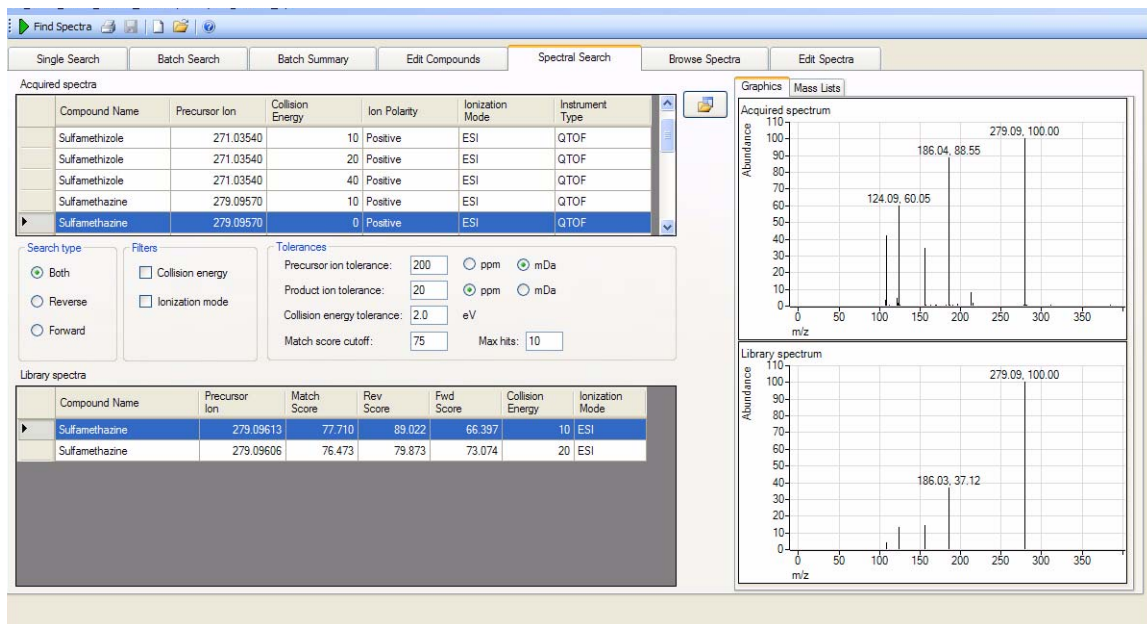 Find Spectra
Single Search Batch Search Batch Summary Edit Compounds Spectral Search Browse Spectra Edit Spectra
Acquired spectra
Compound Name Precursor Ion Collision Energy Ion Polarity Ionization Mode Instrument Type
Sulfamethizole 271.03540 10 Positive ESI QTOF
Sulfamethizole 271.03540 20 Positive ESI QTOF
Sulfamethizole 271.03540 40 Positive ESI QTOF
Sulfamethazine 279.09570 10 Positive ESI QTOF
Sulfamethazine 279.09570 0 Positive ESI QTOF
Search type
Both
Reverse
Forward
Filters
Collision energy
Ionization mode
Tolerances
Precursor ion tolerance: 200 ppm mDa
Product ion tolerance: 20 ppm mDa
Collision energy tolerance: 2.0 eV
Match score cutoff: 75 Max hits: 10
Library spectra
Compound Name Precursor Ion Match Score Rev Score Fwd Score Collision Energy Ionization Mode
Sulfamethazine 279.09613 77.710 89.022 66.397 10 ESI
Sulfamethazine 279.09606 76.473 79.873 73.074 20 ESI
Graphics Mass Lists
Acquired spectrum
Abundance
110
100
90
80
70
60
50
40
30
20
10
0
279.09, 100.00
186.04, 88.55
124.09, 60.05
0 50 100 150 200 250 300 350
m/z
Library spectrum
Abundance
110
100
90
80
70
60
50
40
30
20
10
0
279.09, 100.00
186.03, 37.12
0 50 100 150 200 250 300 350
m/z